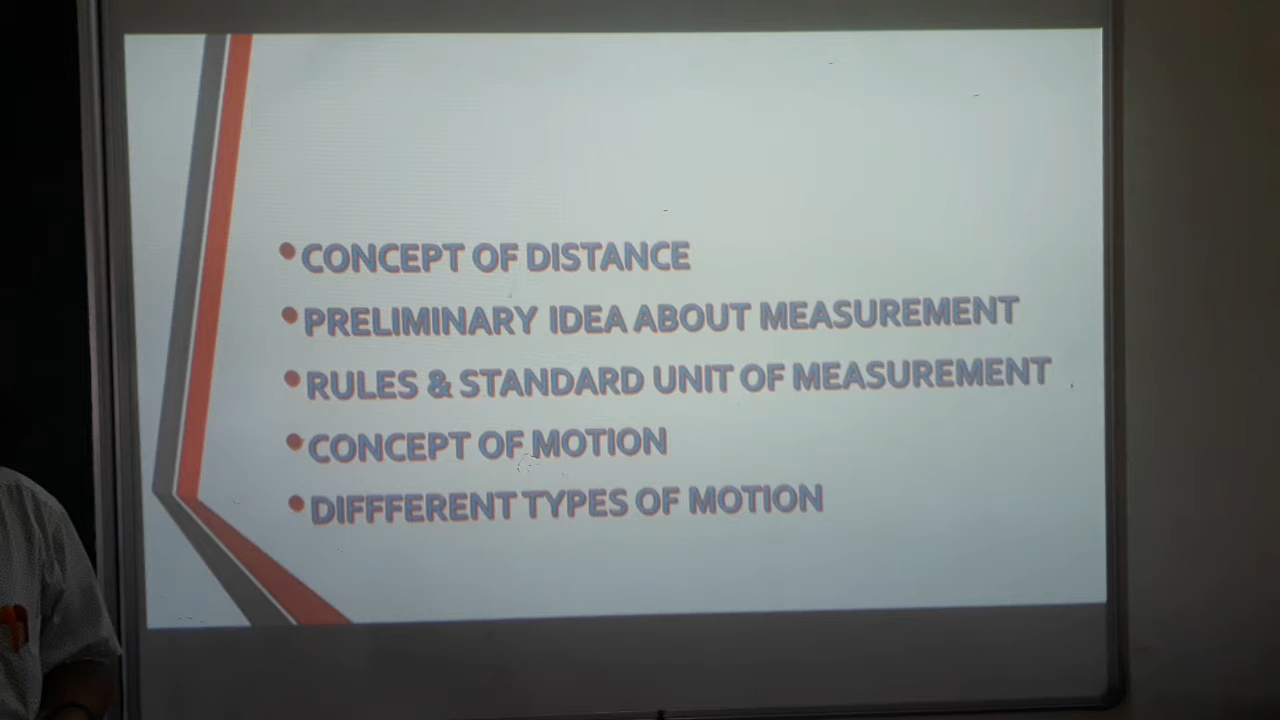 • CONCEPT OF DISTANCE
• PRELIMINARY IDEA ABOUT MEASUREMENT
• RULES & STANDARD UNIT OF MEASUREMENT
• CONCEPT OF MOTION
• DIFFFERENT TYPES OF MOTION